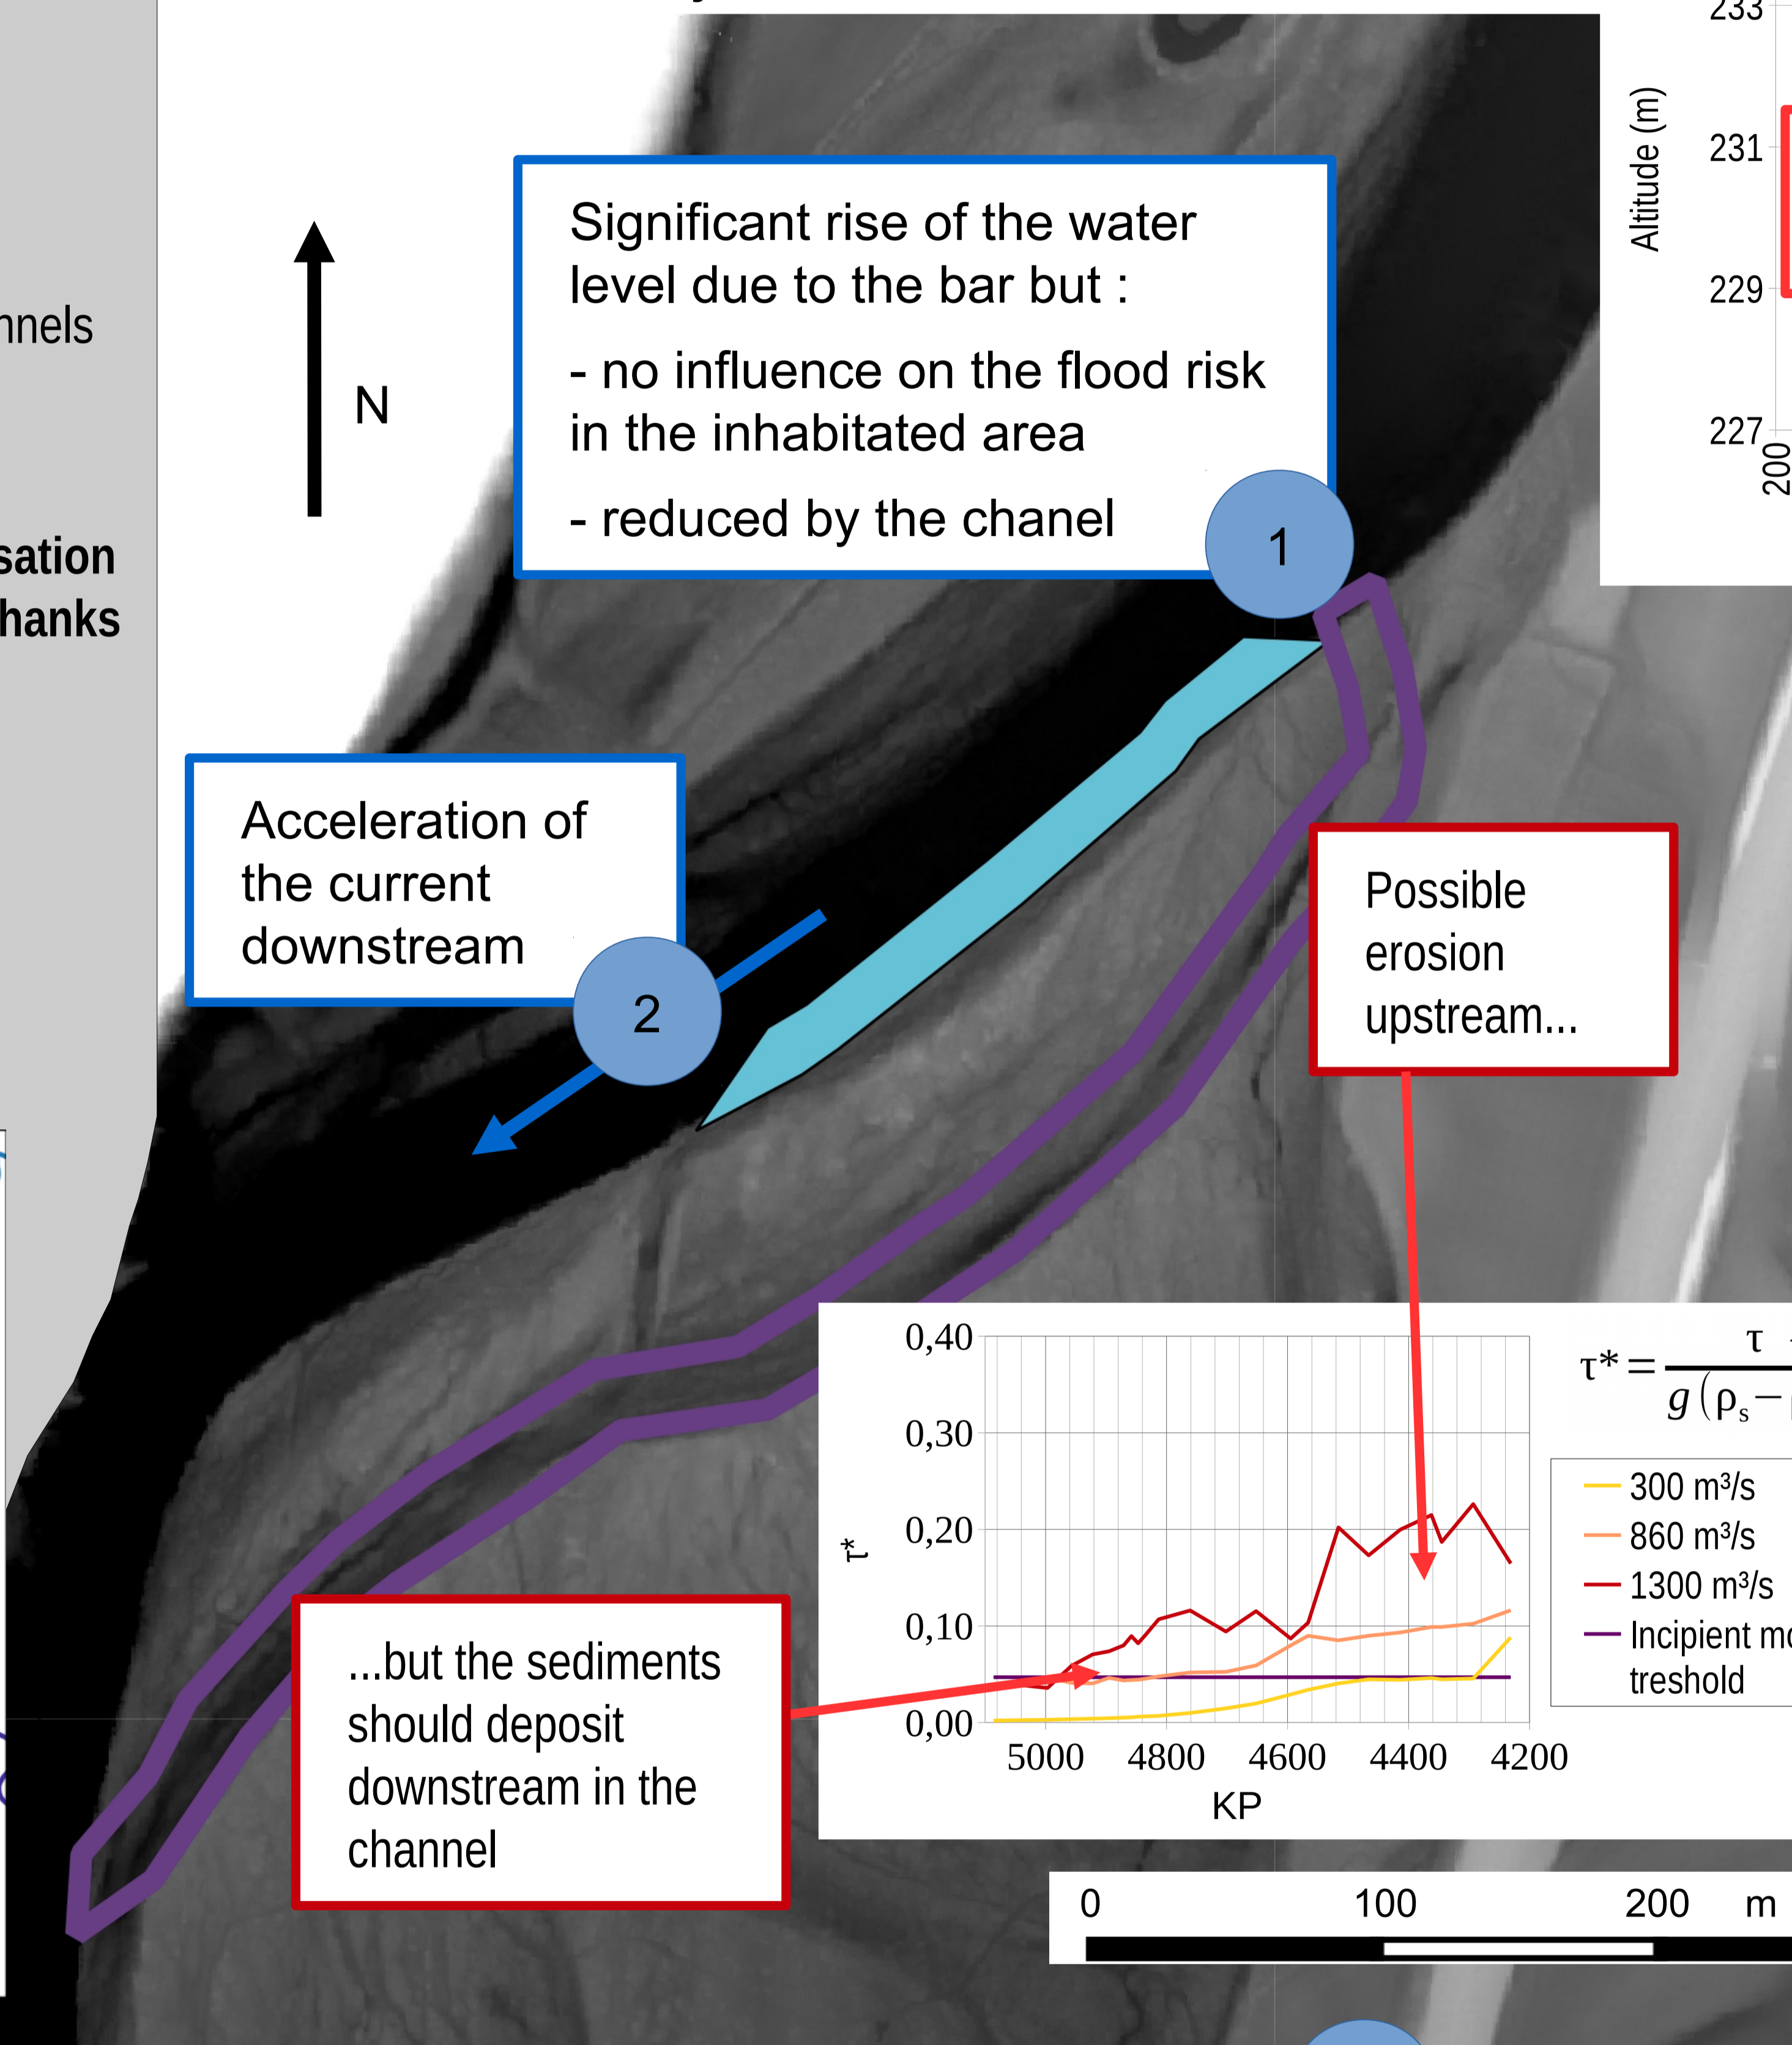 nnels
sation
hanks
N
Significant rise of the water
level due to the bar but :
- no influence on the flood risk
in the inhabitated area
- reduced by the chanel
1
Altitude (m)
233
231
229
227
200
Acceleration of
the current
downstream
2
Possible
erosion
upstream...
...but the sediments
should deposit
downstream in the
channel
0,40
0,30
0,20
0,10
0,00
τ*
5000 4800 4600 4400 4200
KP
τ
τ* =
g (ρs −
300 m³/s
860 m³/s
1300 m³/s
Incipient mo
treshold
0 100 200 m